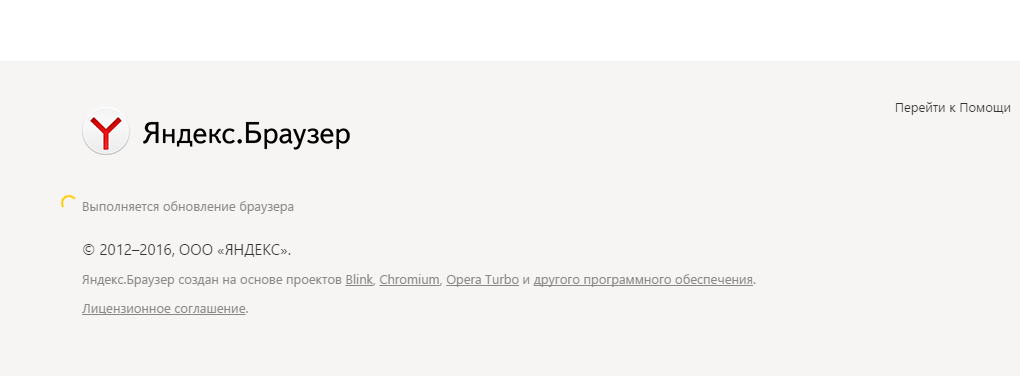 Перейти к Помощи
Яндекс.Браузер
Выполняется обновление браузера
© 2012–2016, ООО «ЯНДЕКС».
Яндекс.Браузер создан на основе проектов Blink, Chromium, Opera Turbo и другого программного обеспечения.
Лицензионное соглашение.